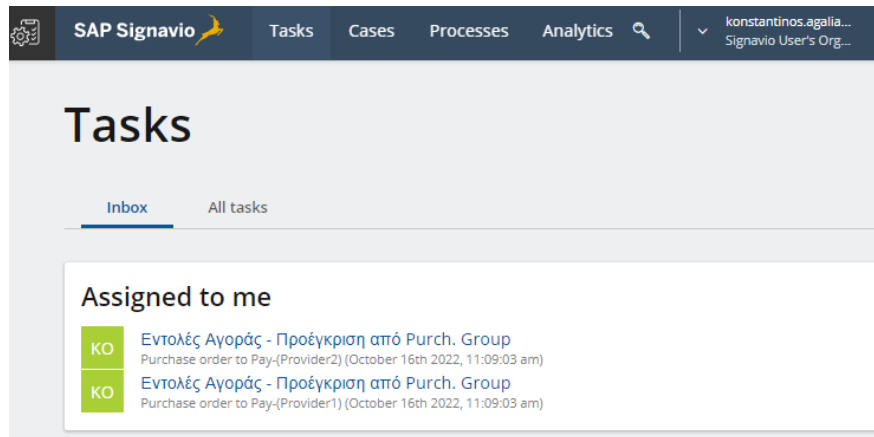 SAP Signavio Tasks Cases Processes Analytics konstantinos.agalia...
Signavio User's Org...
Tasks
Inbox All tasks
Assigned to me
KO Εντολές Αγοράς - Προέγκριση από Purch. Group
Purchase order to Pay-(Provider2) (October 16th 2022, 11:09:03 am)
KO Εντολές Αγοράς - Προέγκριση από Purch. Group
Purchase order to Pay-(Provider1) (October 16th 2022, 11:09:03 am)